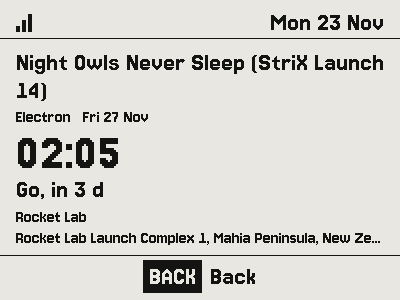 Mon 23 Nov
Night Owls Never Sleep (StriX Launch
14)
Electron Fri 27 Nov
02:05
Go, in 3 d
Rocket Lab
Rocket Lab Launch Complex 1, Mahia Peninsula, New Ze...
BACK Back